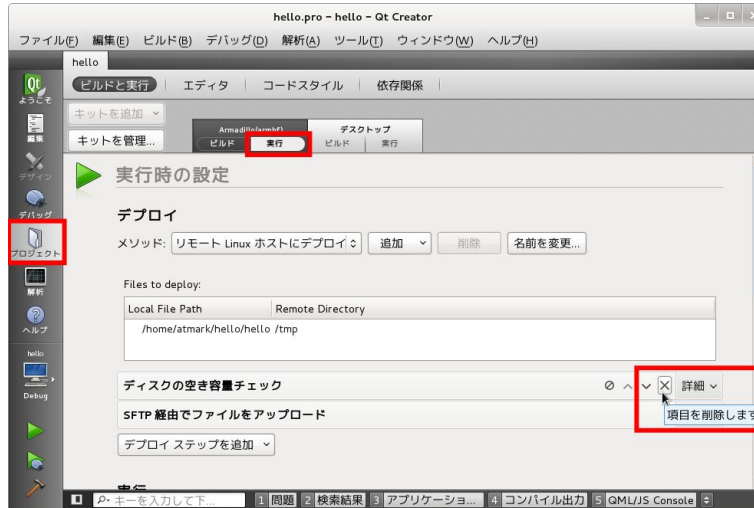 hello.pro – hello – Qt Creator
ファイル(F) 編集(E) ビルド(B) デバッグ(D) 解析(A) ツール(T) ウィンドウ(W) ヘルプ(H)
hello
ようこそ
ビルドと実行 エディタ コードスタイル 依存関係
編集
キットを追加
キットを管理...
Armadillo(armhf)
ビルド 実行
デスクトップ
ビルド 実行
デザイン
実行時の設定
デバッグ
デプロイ
プロジェクト
メソッド: リモート Linux ホストにデプロイ 追加 削除 名前を変更...
解析
Files to deploy:
ヘルプ
Local File Path Remote Directory
/home/atmark/hello/hello /tmp
hello
Debug
ディスクの空き容量チェック 詳細
項目を削除します
SFTP 経由でファイルをアップロード
デプロイ ステップを追加
実行
キーを入力して下... 1 問題 2 検索結果 3 アプリケーショ... 4 コンパイル出力 5 QML/JS Console